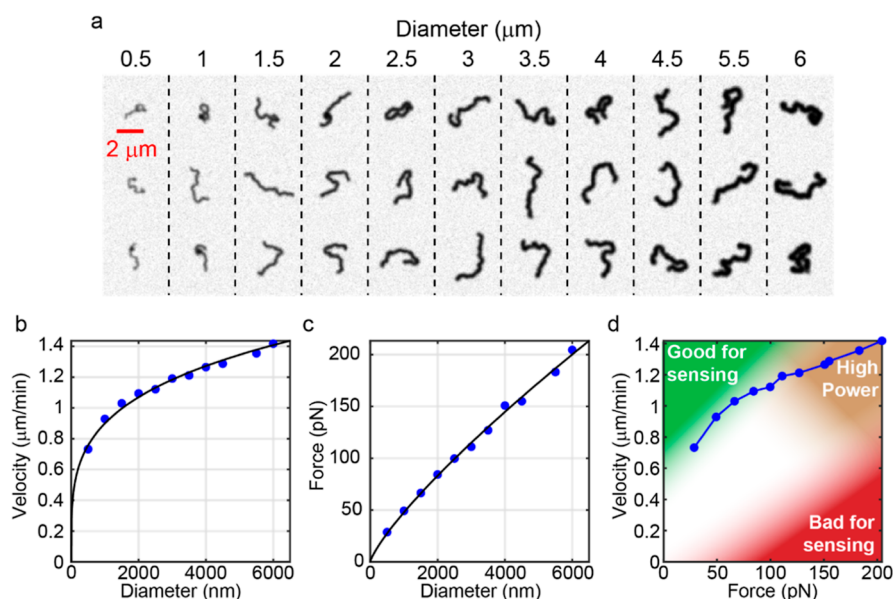 a
Diameter (μm)
0.5 1 1.5 2 2.5 3 3.5 4 4.5 5.5 6
2 μm
b
Velocity (μm/min)
1.4
1.2
1
0.8
0.6
0.4
0.2
0
0 2000 4000 6000
Diameter (nm)
c
Force (pN)
200
150
100
50
0
0 2000 4000 6000
Diameter (nm)
d
Velocity (μm/min)
1.4
1.2
1
0.8
0.6
0.4
0.2
0
Good for
sensing
High
Power
Bad for
sensing
0 50 100 150 200
Force (pN)